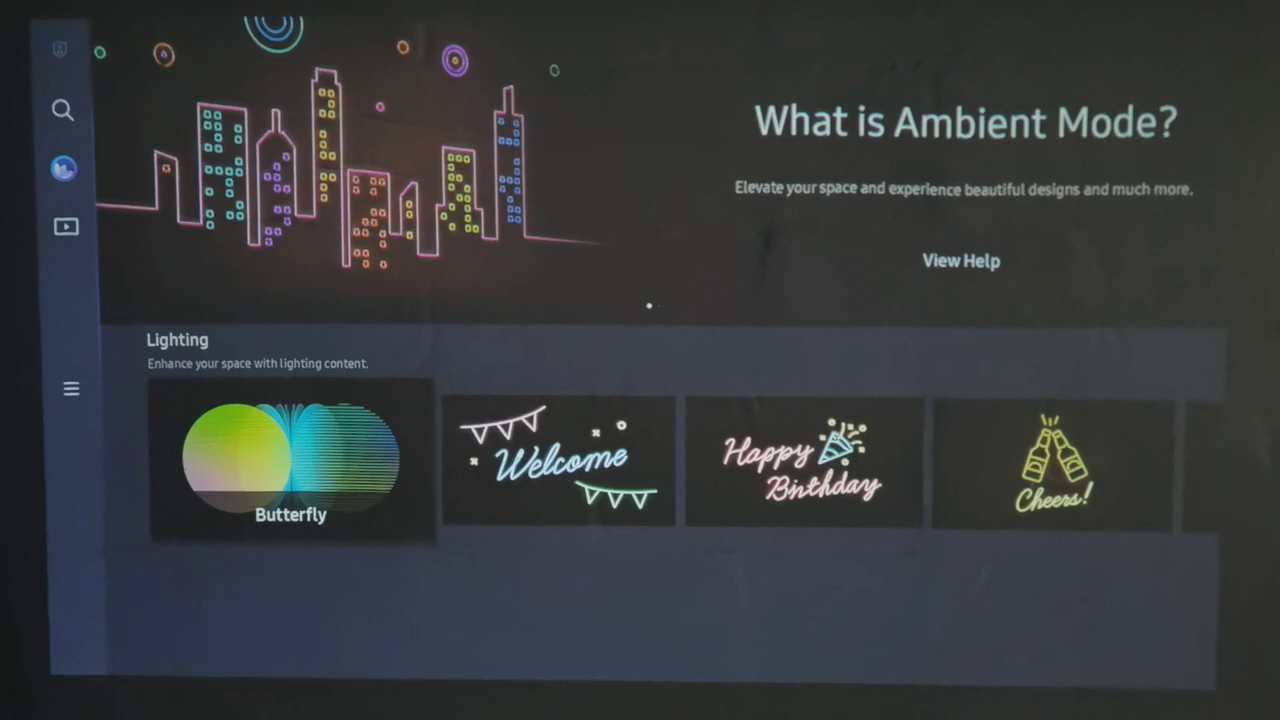 What is Ambient Mode?
Elevate your space and experience beautiful designs and much more.
View Help
Lighting
Enhance your space with lighting content.
Butterfly
Welcome
Happy
Birthday
Cheers!